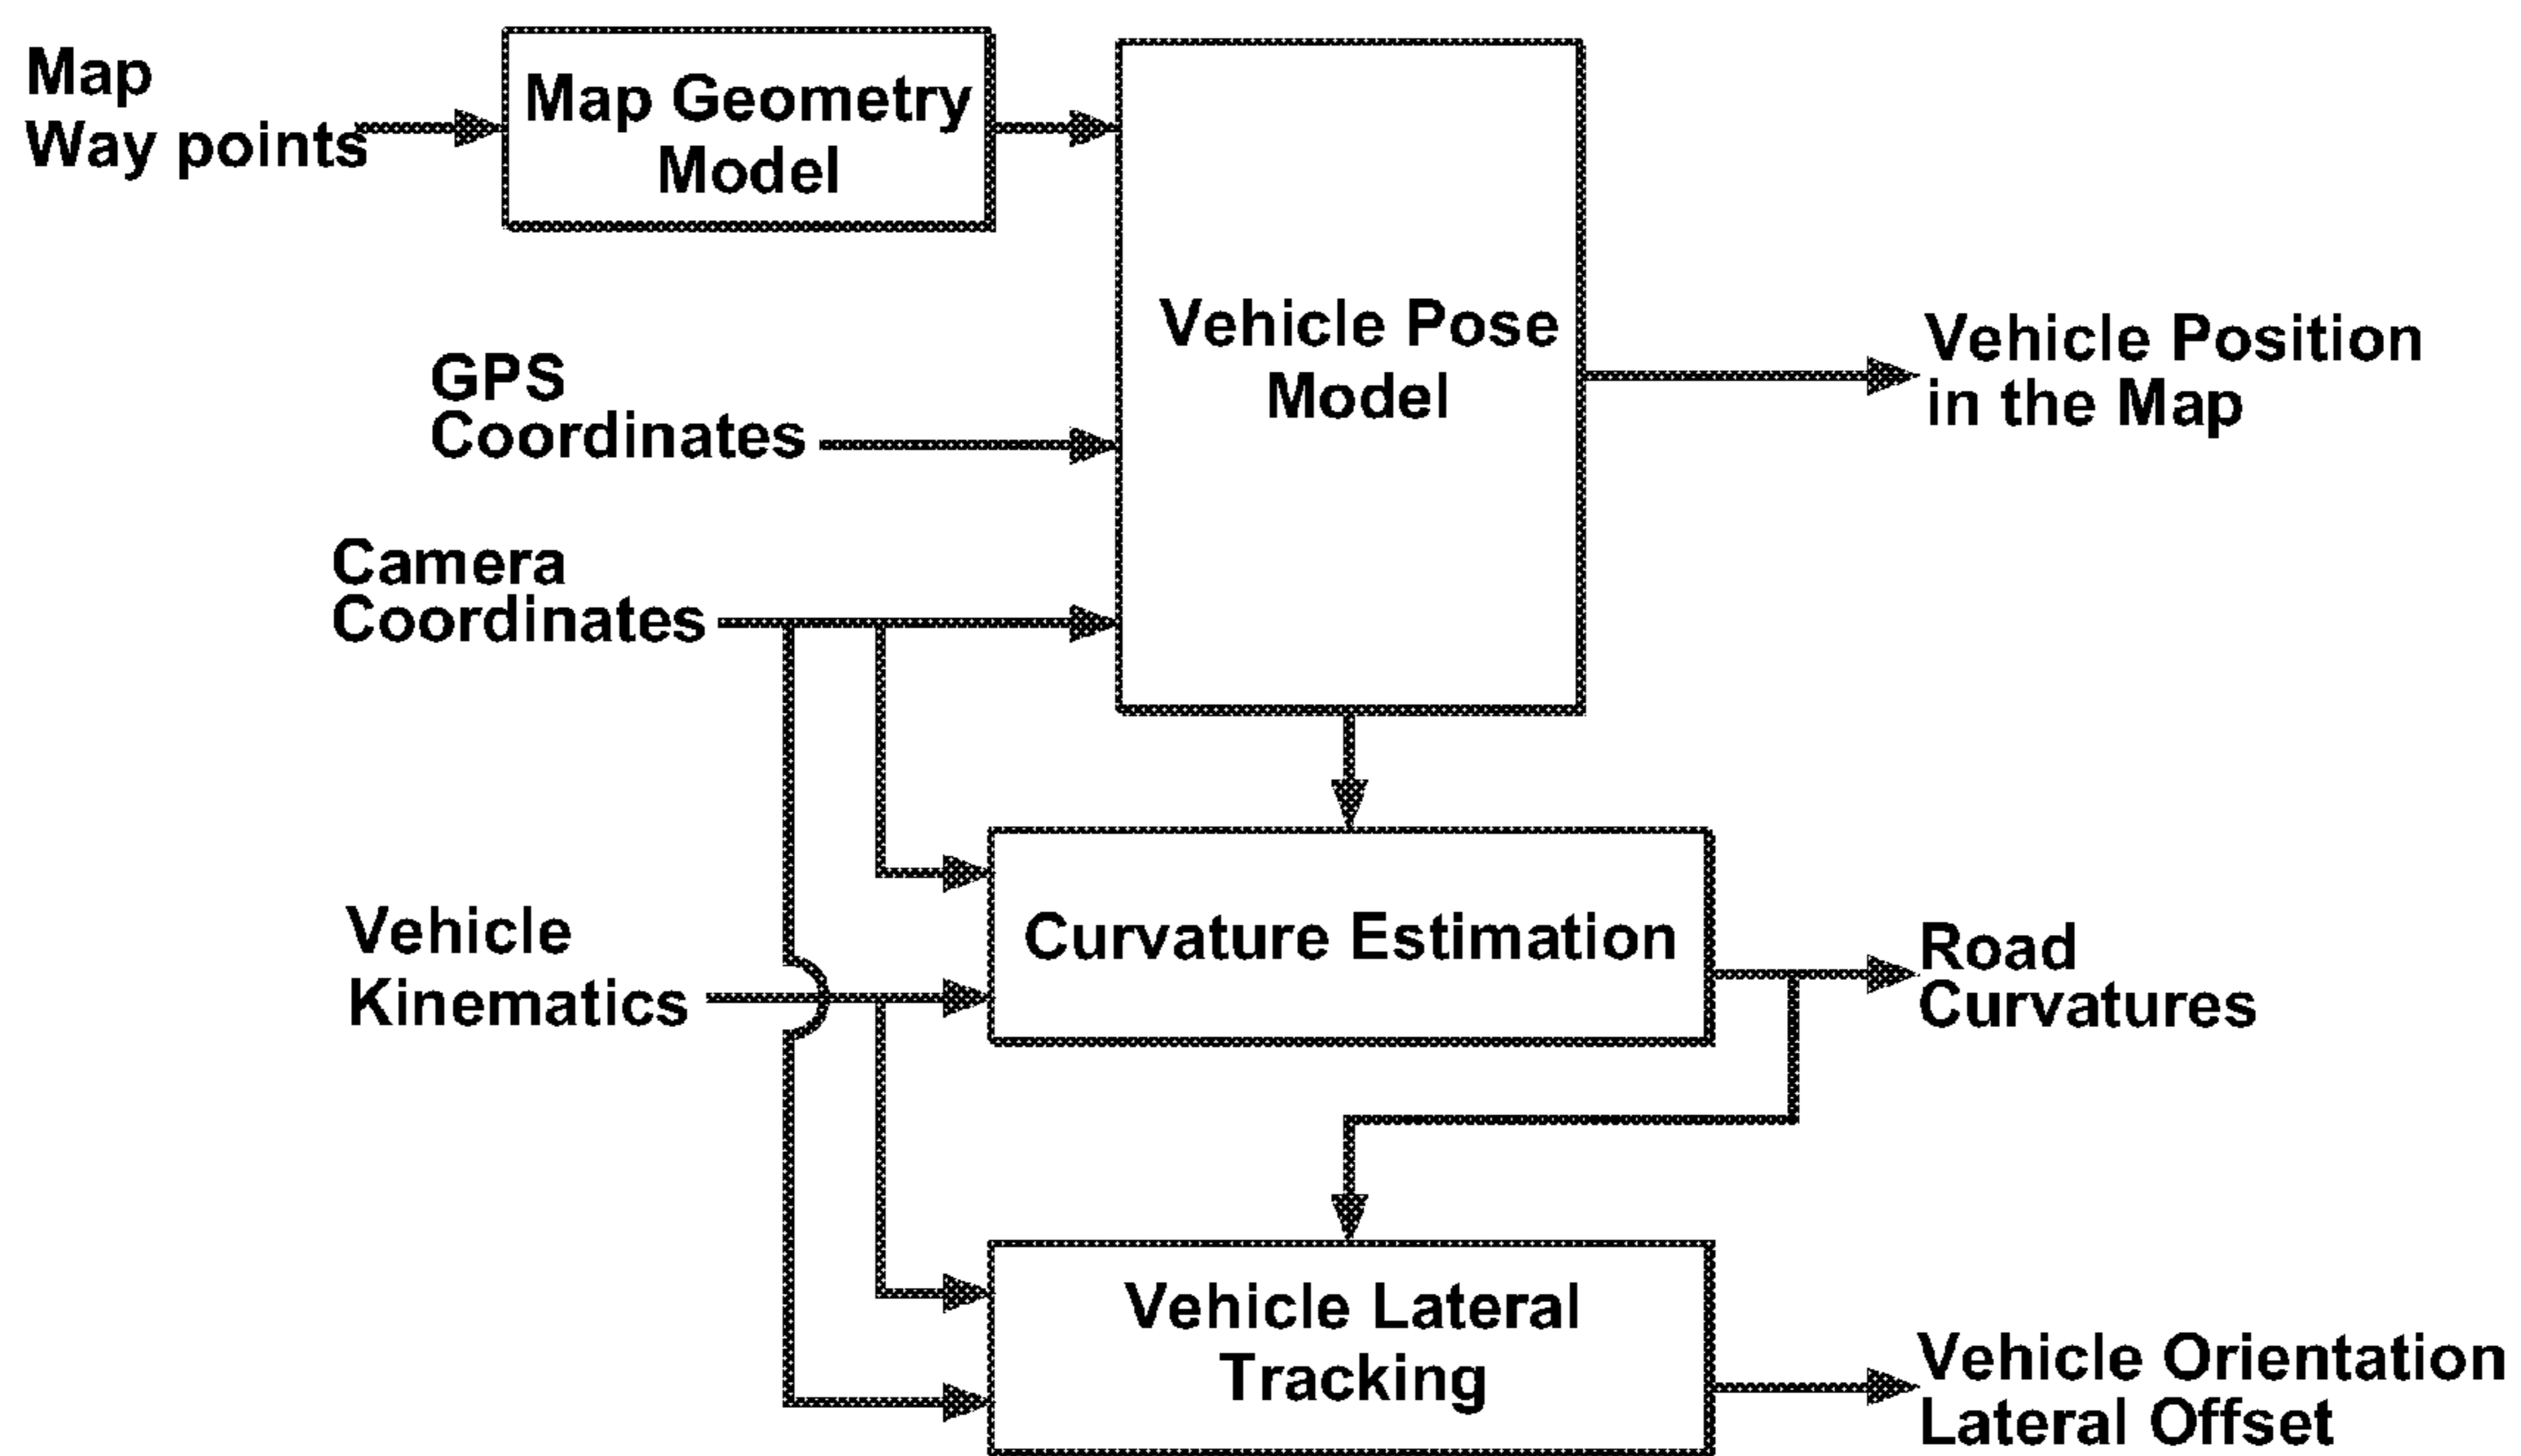 Map
Way points
Map Geometry
Model
Vehicle Pose
Model
GPS
Coordinates
Vehicle Position
in the Map
Camera
Coordinates
Vehicle
Kinematics
Curvature Estimation
Road
Curvatures
Vehicle Lateral
Tracking
Vehicle Orientation
Lateral Offset